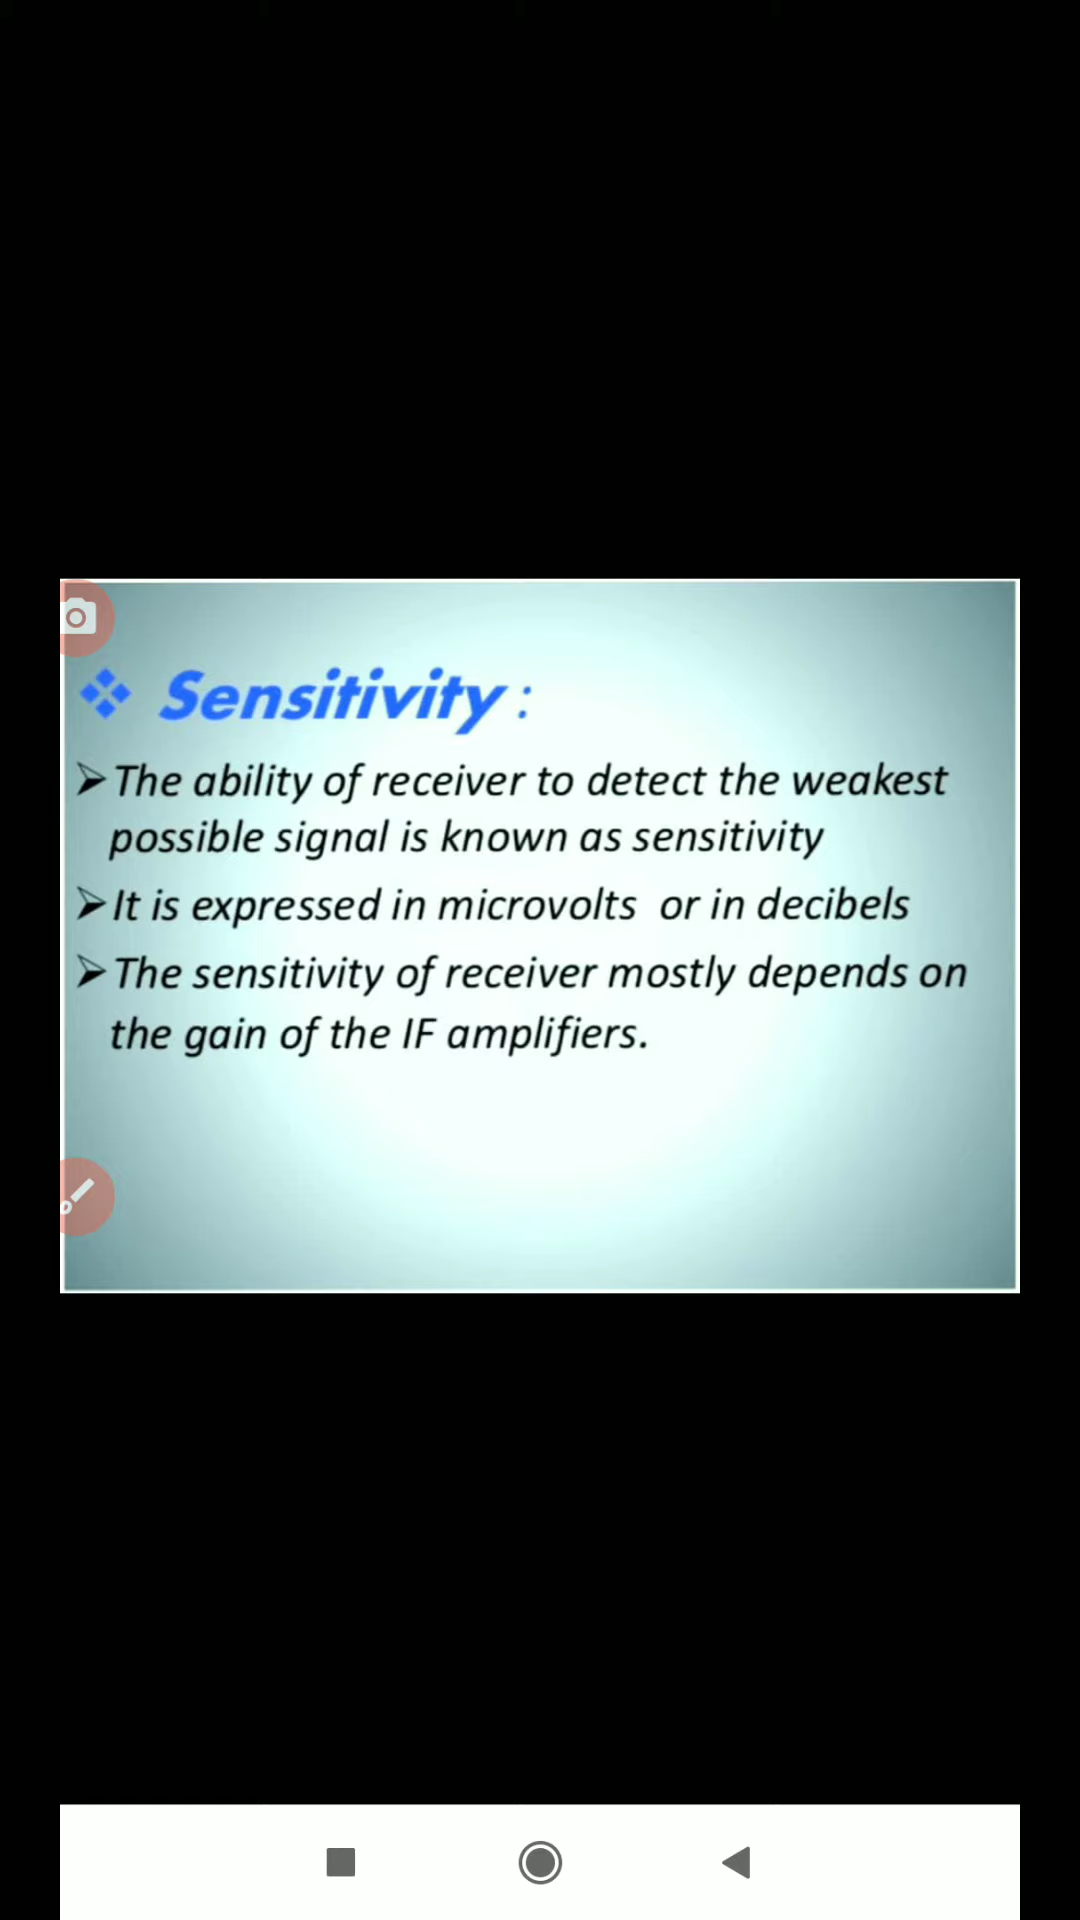 Sensitivity :
The ability of receiver to detect the weakest
possible signal is known as sensitivity
It is expressed in microvolts or in decibels
The sensitivity of receiver mostly depends on
the gain of the IF amplifiers.